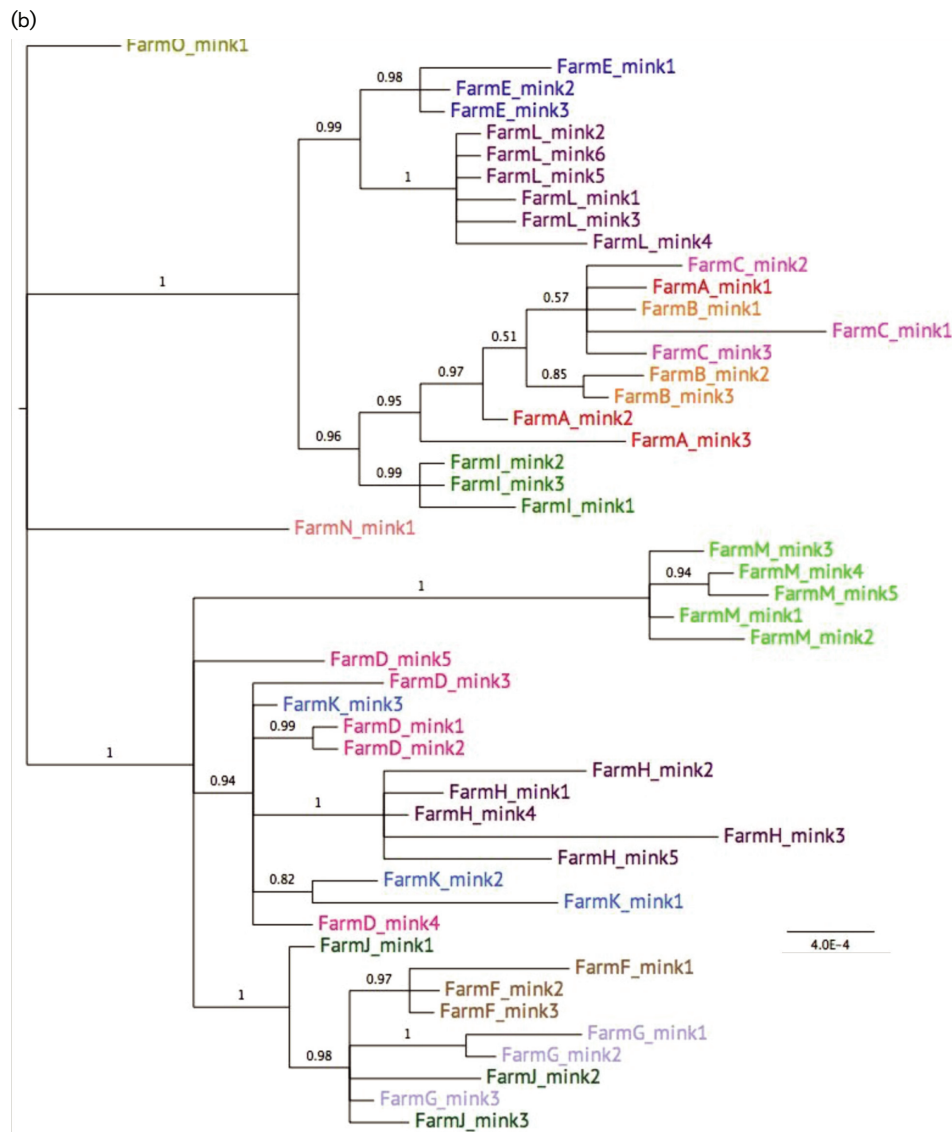 (b)
FarmO_mink1
FarmE_mink1
0.98
FarmE_mink2
FarmE_mink3
0.99
FarmL_mink2
FarmL_mink6
1
FarmL_mink5
FarmL_mink1
FarmL_mink3
FarmL_mink4
FarmC_mink2
1
FarmA_mink1
0.57
FarmB_mink1
FarmC_mink1
0.51
FarmC_mink3
0.97
FarmB_mink2
0.85
FarmB_mink3
0.95
FarmA_mink2
0.96
FarmA_mink3
FarmI_mink2
0.99
FarmI_mink3
FarmI_mink1
FarmN_mink1
FarmM_mink3
0.94
FarmM_mink4
1
FarmM_mink5
FarmM_mink1
FarmM_mink2
FarmD_mink5
FarmD_mink3
FarmK_mink3
0.99
FarmD_mink1
FarmD_mink2
1
FarmH_mink2
0.94
FarmH_mink1
1
FarmH_mink4
FarmH_mink3
FarmH_mink5
0.82
FarmK_mink2
FarmK_mink1
FarmD_mink4
4.0E-4
FarmJ_mink1
FarmF_mink1
0.97
FarmF_mink2
1
FarmF_mink3
FarmG_mink1
1
FarmG_mink2
0.98
FarmJ_mink2
FarmG_mink3
FarmJ_mink3